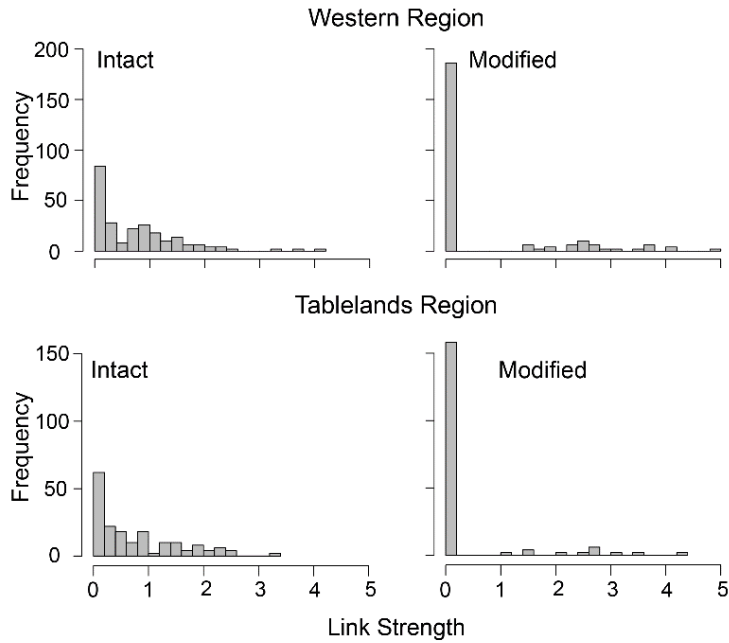 Western Region
Intact
Modified
200
150
100
50
0
Frequency
Tablelands Region
Intact
Modified
150
100
50
0
Frequency
0 1 2 3 4 5
0 1 2 3 4 5
Link Strength